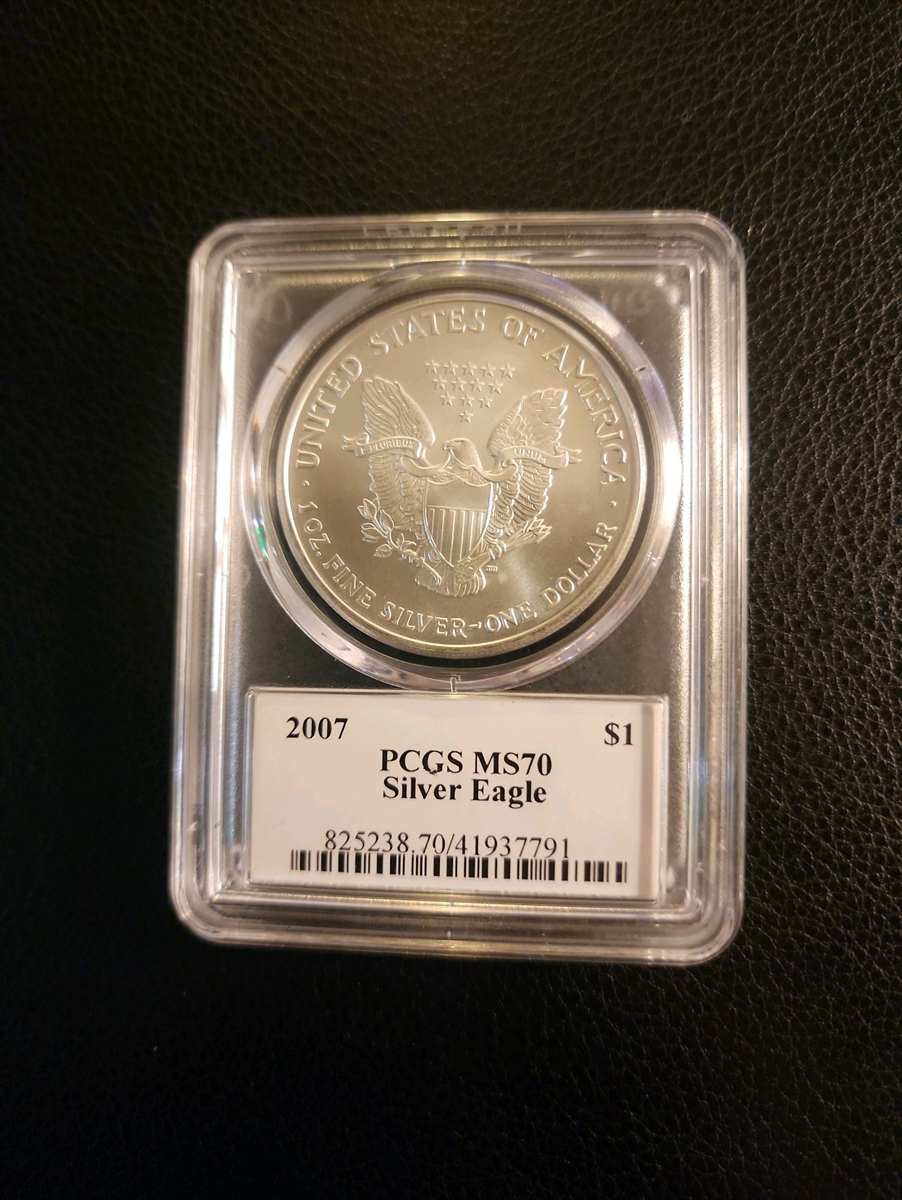 UNITED STATES OF AMERICA
E PLURIBUS UNUM
1 OZ. FINE SILVER~ONE DOLLAR
2007 $1
PCGS MS70
Silver Eagle
825238.70/41937791